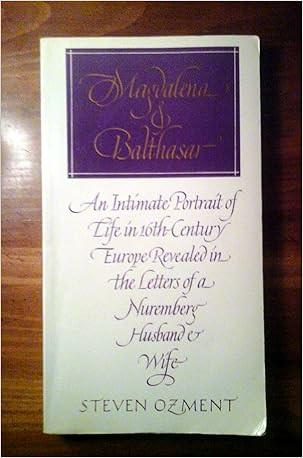 Magdalena
&
Balthasar
An Intimate Portrait of
Life in 16th-Century
Europe Revealed in
the Letters of a
Nuremberg
Husband &
Wife
STEVEN OZMENT